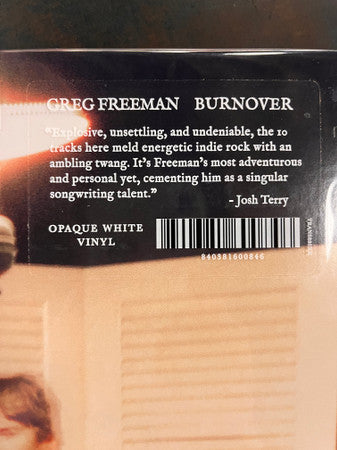 GREG FREEMAN BURNOVER
“Explosive, unsettling, and undeniable, the 10
tracks here meld energetic indie rock with an
ambling twang. It's Freeman's most adventurous
and personal yet, cementing him as a singular
songwriting talent.”
- Josh Terry
OPAQUE WHITE
VINYL
840381600846